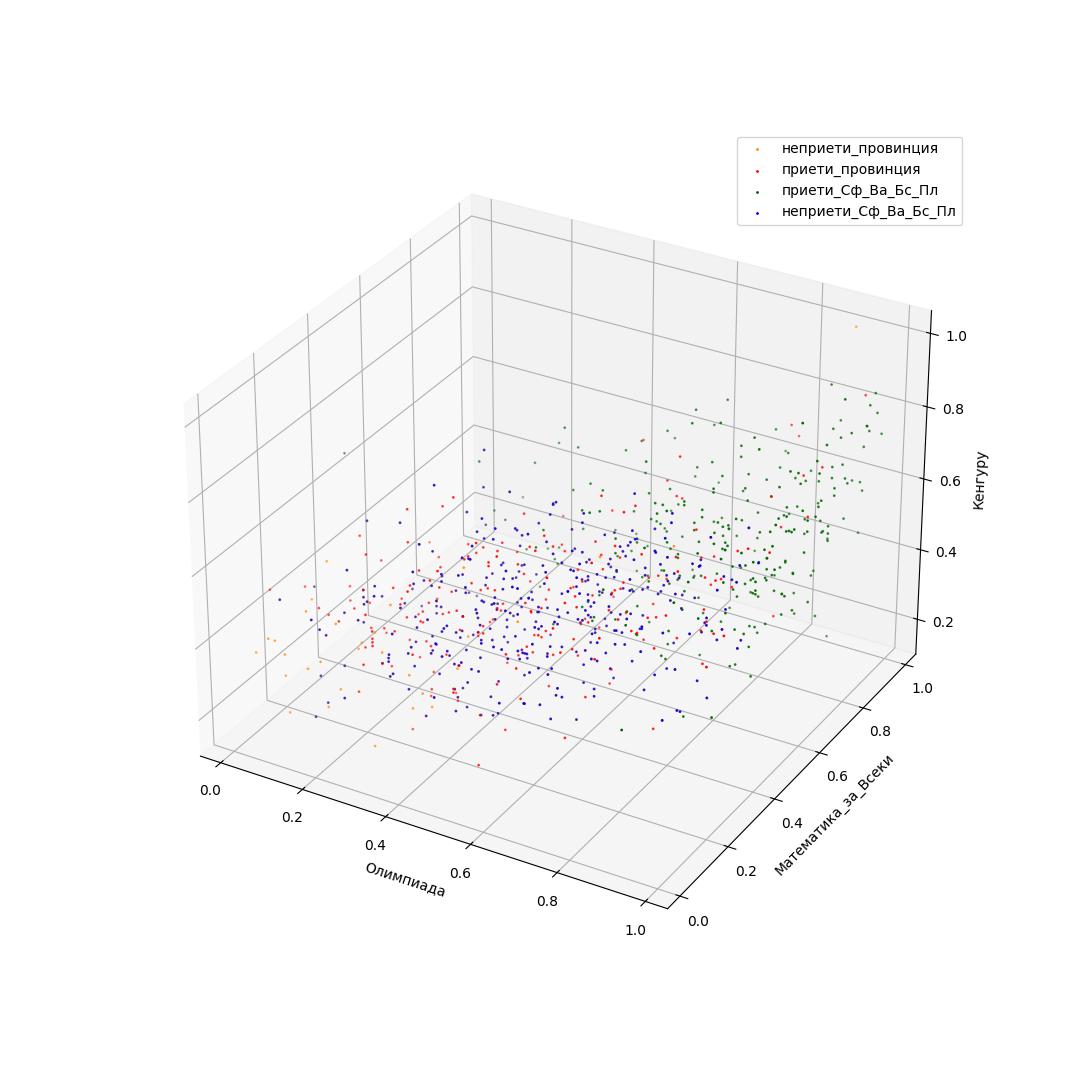 неприети_провинция
приети_провинция
приети_Сф_Ва_Бс_Пл
неприети_Сф_Ва_Бс_Пл
1.0
0.8
0.6
0.4
0.2
Кенгуру
1.0
0.8
0.6
0.4
0.2
0.0
Математика_за_Всеки
0.0
0.2
0.4
0.6
0.8
1.0
Олимпиада